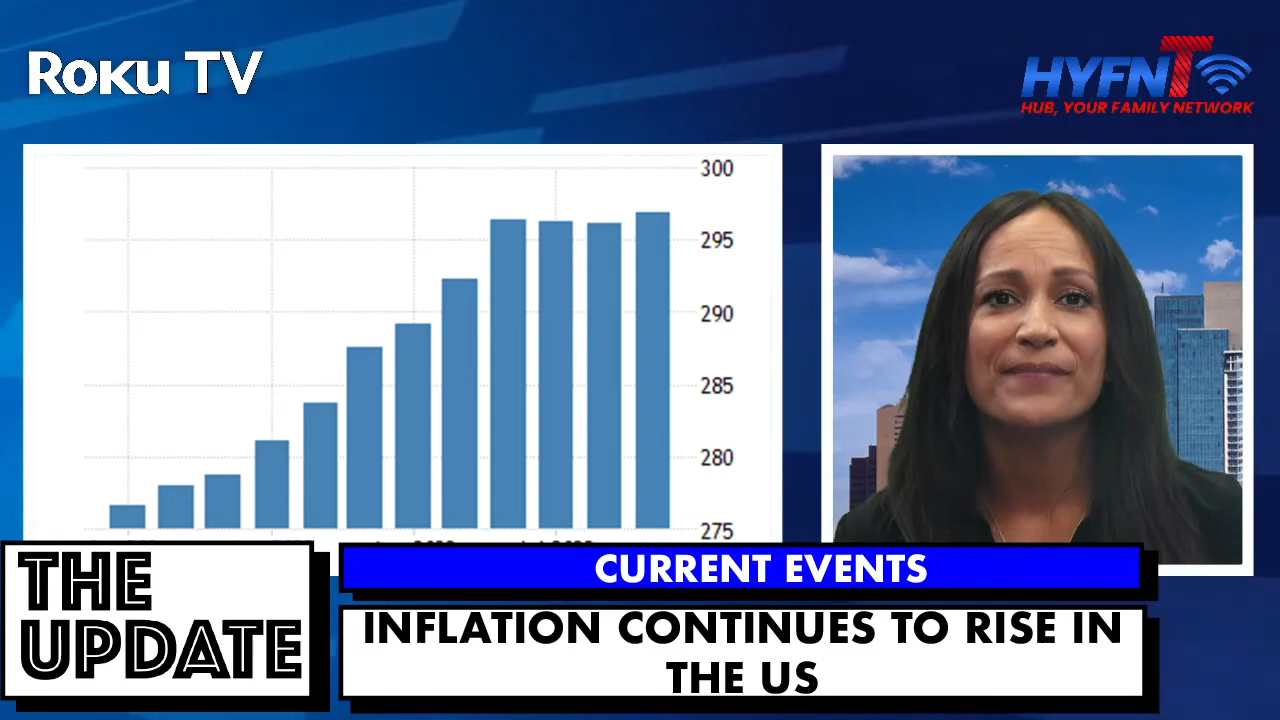 Roku TV
HYFNT
HUB, YOUR FAMILY NETWORK
300
295
290
285
280
275
THE
UPDATE
CURRENT EVENTS
INFLATION CONTINUES TO RISE IN
THE US